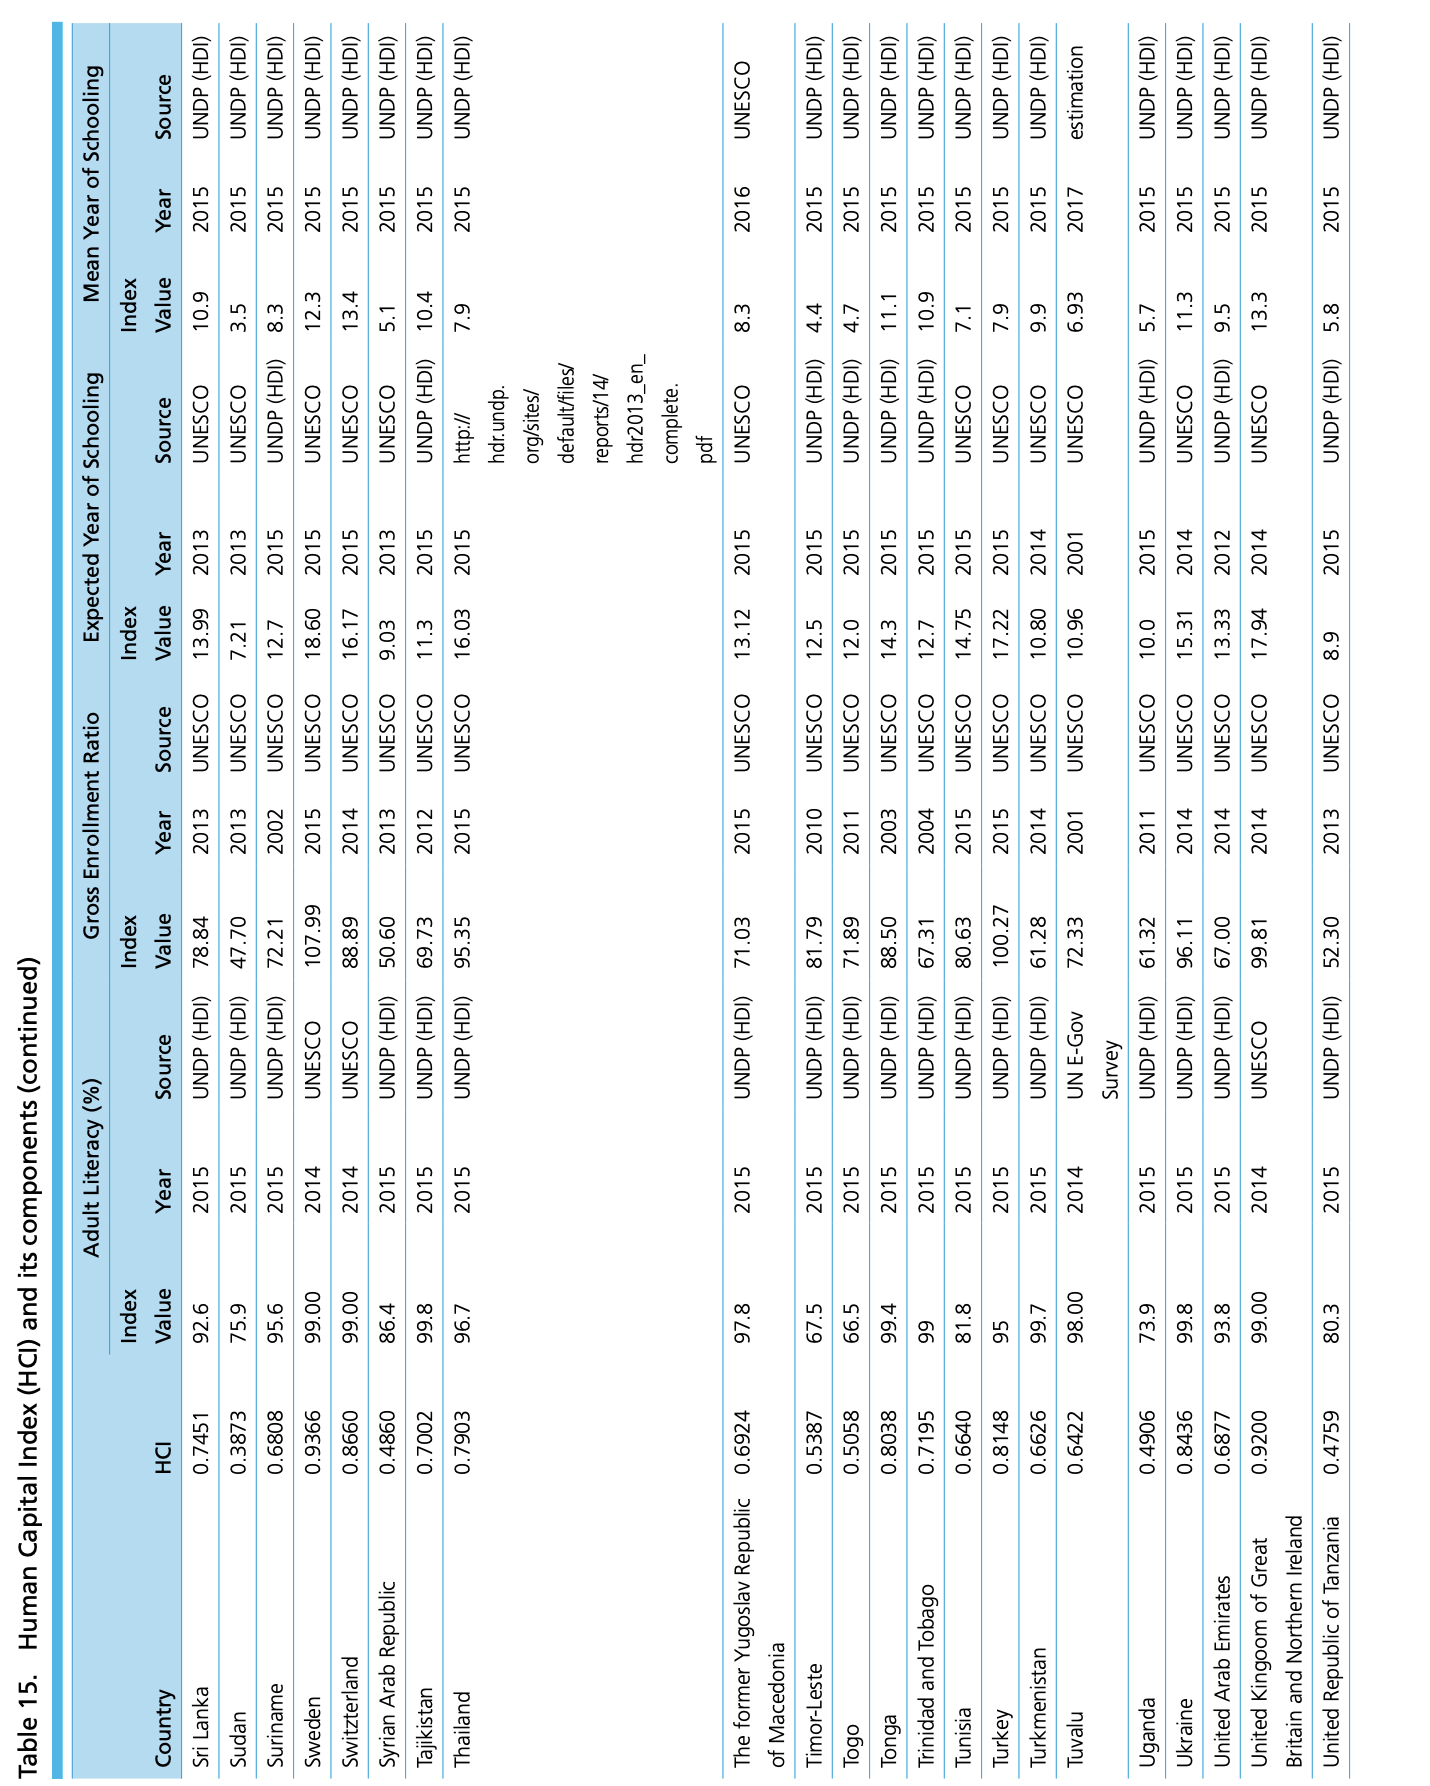 Table 15. Human Capital Index (HCI) and its components (continued)
Adult Literacy (%) Gross Enrollment Ratio Expected Year of Schooling Mean Year of Schooling
Index Index Index Index
Country HCI Value Year Source Value Year Source Value Year Source Value Year Source
Sri Lanka 0.7451 92.6 2015 UNDP (HDI) 78.84 2013 UNESCO 13.99 2013 UNESCO 10.9 2015 UNDP (HDI)
Sudan 0.3873 75.9 2015 UNDP (HDI) 47.70 2013 UNESCO 7.21 2013 UNESCO 3.5 2015 UNDP (HDI)
Suriname 0.6808 95.6 2015 UNDP (HDI) 72.21 2002 UNESCO 12.7 2015 UNDP (HDI) 8.3 2015 UNDP (HDI)
Sweden 0.9366 99.00 2014 UNESCO 107.99 2015 UNESCO 18.60 2015 UNESCO 12.3 2015 UNDP (HDI)
Switzterland 0.8660 99.00 2014 UNESCO 88.89 2014 UNESCO 16.17 2015 UNESCO 13.4 2015 UNDP (HDI)
Syrian Arab Republic 0.4860 86.4 2015 UNDP (HDI) 50.60 2013 UNESCO 9.03 2013 UNESCO 5.1 2015 UNDP (HDI)
Tajikistan 0.7002 99.8 2015 UNDP (HDI) 69.73 2012 UNESCO 11.3 2015 UNDP (HDI) 10.4 2015 UNDP (HDI)
Thailand 0.7903 96.7 2015 UNDP (HDI) 95.35 2015 UNESCO 16.03 2015 http:// 7.9 2015 UNDP (HDI)
hdr.undp.
org/sites/
default/files/
reports/14/
hdr2013_en_
complete.
pdf
The former Yugoslav Republic 0.6924 97.8 2015 UNDP (HDI) 71.03 2015 UNESCO 13.12 2015 UNESCO 8.3 2016 UNESCO
of Macedonia
Timor-Leste 0.5387 67.5 2015 UNDP (HDI) 81.79 2010 UNESCO 12.5 2015 UNDP (HDI) 4.4 2015 UNDP (HDI)
Togo 0.5058 66.5 2015 UNDP (HDI) 71.89 2011 UNESCO 12.0 2015 UNDP (HDI) 4.7 2015 UNDP (HDI)
Tonga 0.8038 99.4 2015 UNDP (HDI) 88.50 2003 UNESCO 14.3 2015 UNDP (HDI) 11.1 2015 UNDP (HDI)
Trinidad and Tobago 0.7195 99 2015 UNDP (HDI) 67.31 2004 UNESCO 12.7 2015 UNDP (HDI) 10.9 2015 UNDP (HDI)
Tunisia 0.6640 81.8 2015 UNDP (HDI) 80.63 2015 UNESCO 14.75 2015 UNESCO 7.1 2015 UNDP (HDI)
Turkey 0.8148 95 2015 UNDP (HDI) 100.27 2015 UNESCO 17.22 2015 UNESCO 7.9 2015 UNDP (HDI)
Turkmenistan 0.6626 99.7 2015 UNDP (HDI) 61.28 2014 UNESCO 10.80 2014 UNESCO 9.9 2015 UNDP (HDI)
Tuvalu 0.6422 98.00 2014 UN E-Gov 72.33 2001 UNESCO 10.96 2001 UNESCO 6.93 2017 estimation
Survey
Uganda 0.4906 73.9 2015 UNDP (HDI) 61.32 2011 UNESCO 10.0 2015 UNDP (HDI) 5.7 2015 UNDP (HDI)
Ukraine 0.8436 99.8 2015 UNDP (HDI) 96.11 2014 UNESCO 15.31 2014 UNESCO 11.3 2015 UNDP (HDI)
United Arab Emirates 0.6877 93.8 2015 UNDP (HDI) 67.00 2014 UNESCO 13.33 2012 UNESCO 9.5 2015 UNDP (HDI)
United Kingoom of Great 0.9200 99.00 2014 UNESCO 99.81 2014 UNESCO 17.94 2014 UNESCO 13.3 2015 UNDP (HDI)
Britain and Northern Ireland
United Republic of Tanzania 0.4759 80.3 2015 UNDP (HDI) 52.30 2013 UNESCO 8.9 2015 UNDP (HDI) 5.8 2015 UNDP (HDI)